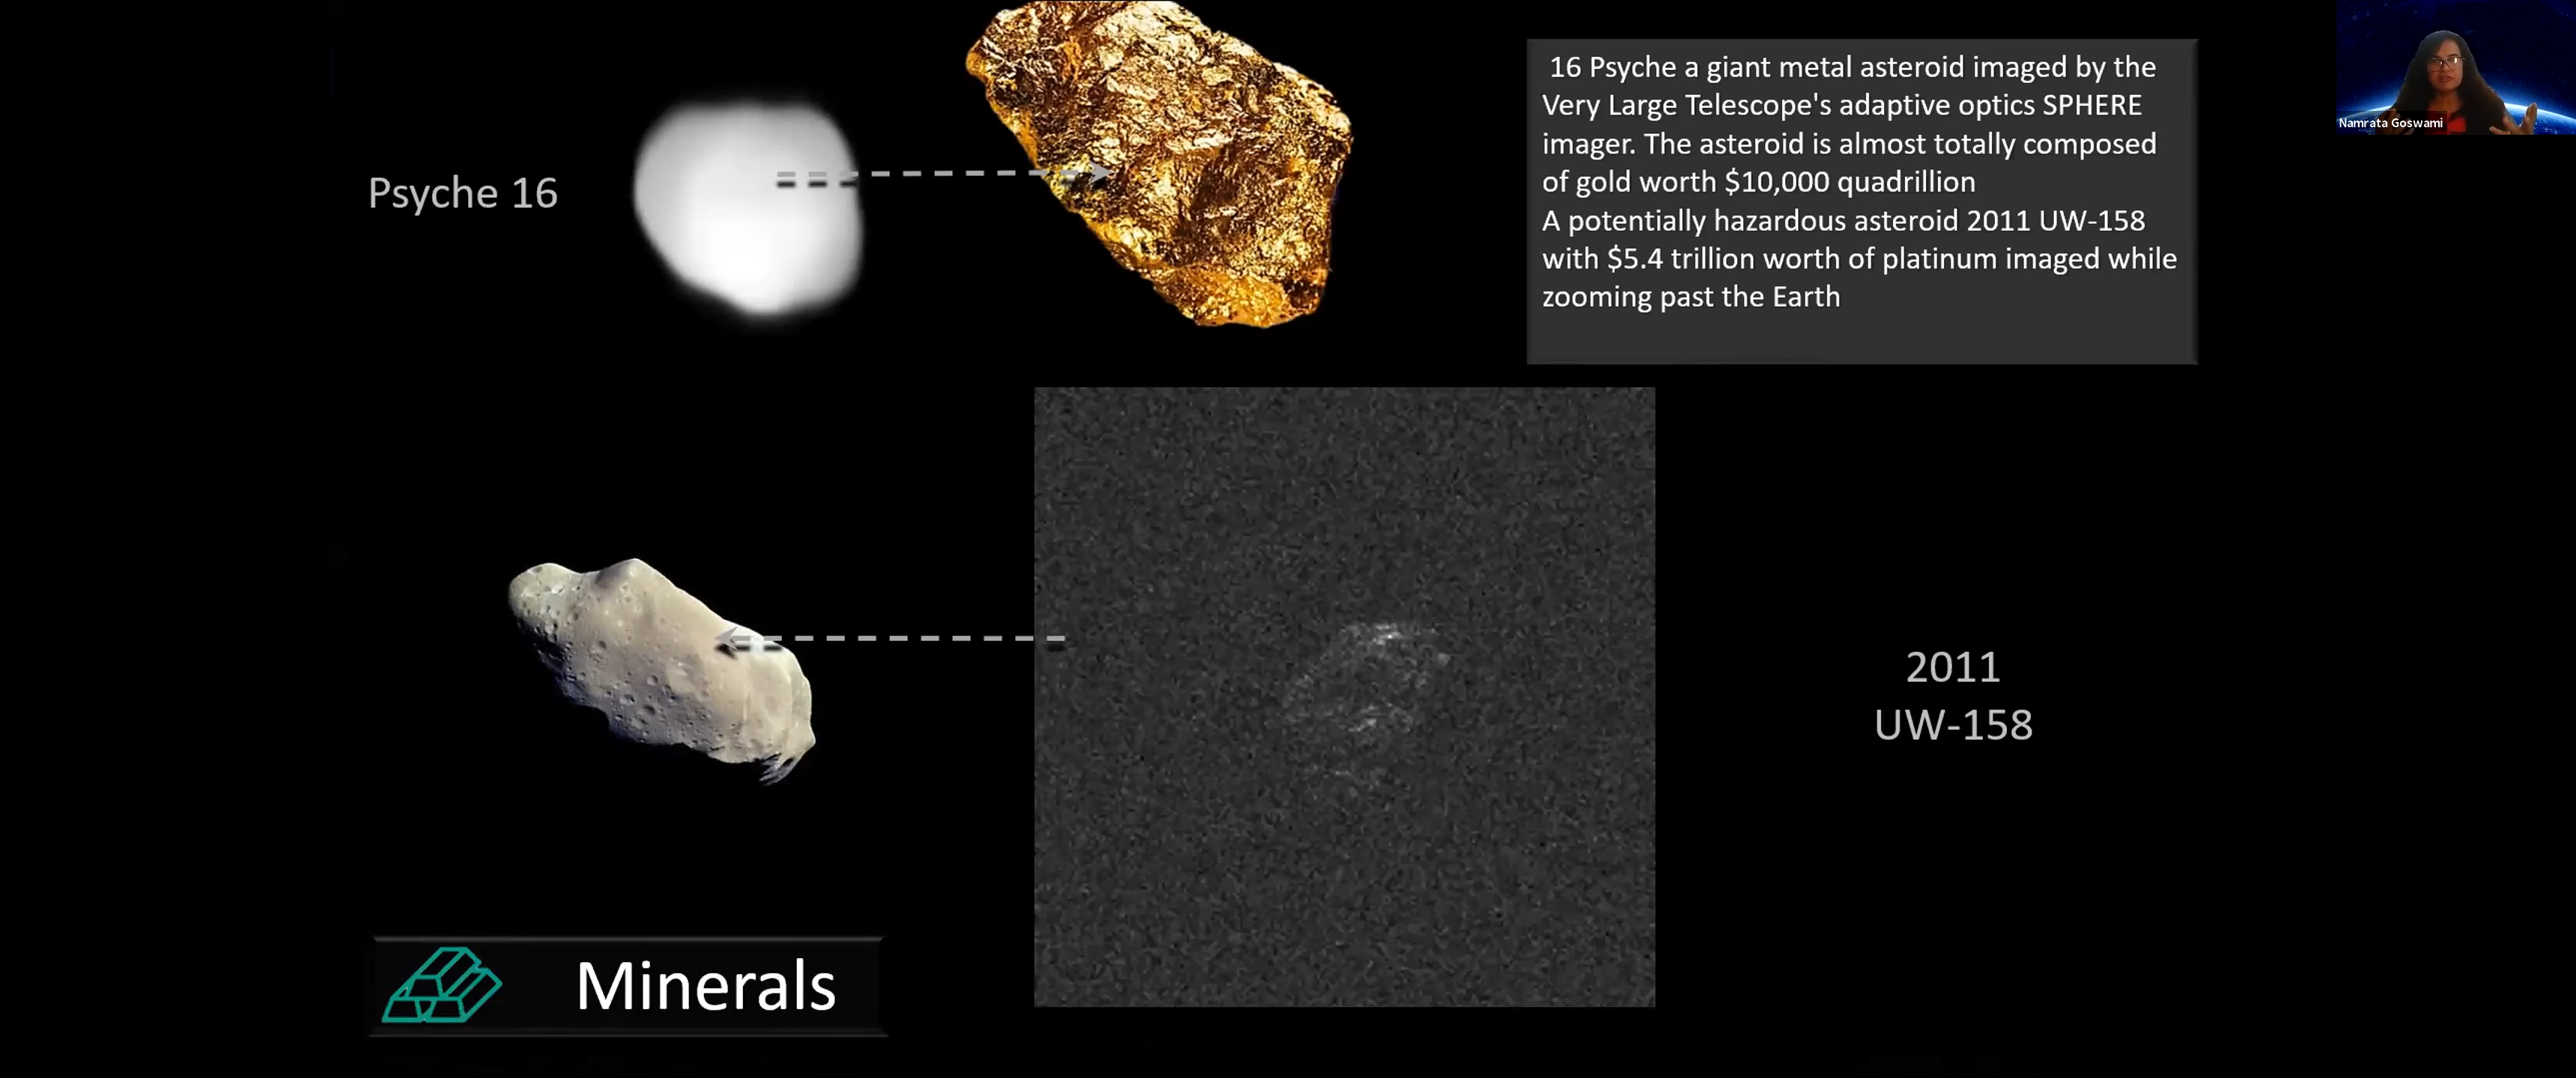 Psyche 16
16 Psyche a giant metal asteroid imaged by the
Very Large Telescope's adaptive optics SPHERE
imager. The asteroid is almost totally composed
of gold worth $10,000 quadrillion
A potentially hazardous asteroid 2011 UW-158
with $5.4 trillion worth of platinum imaged while
zooming past the Earth
Namrata Goswami
2011
UW-158
Minerals